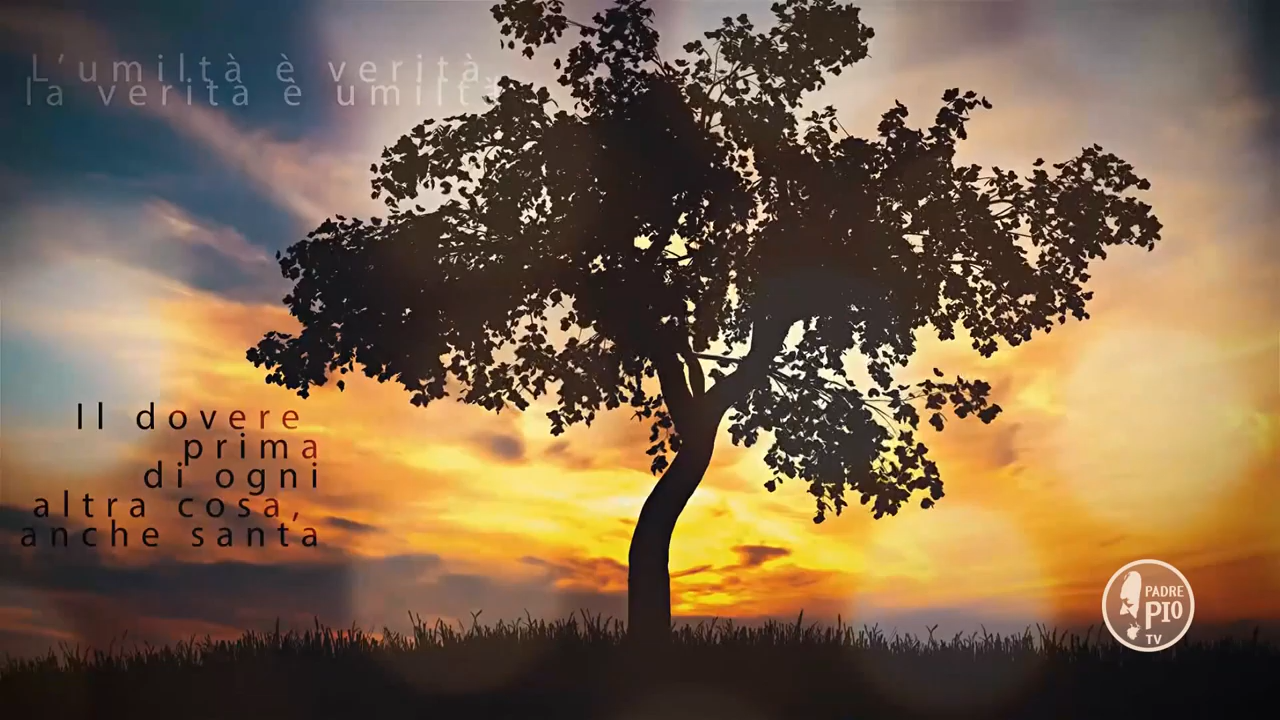 L'umiltà è verità,
la verità è umiltà
Il dovere
prima
di ogni
altra cosa,
anche santa
PADRE
PIO
TV